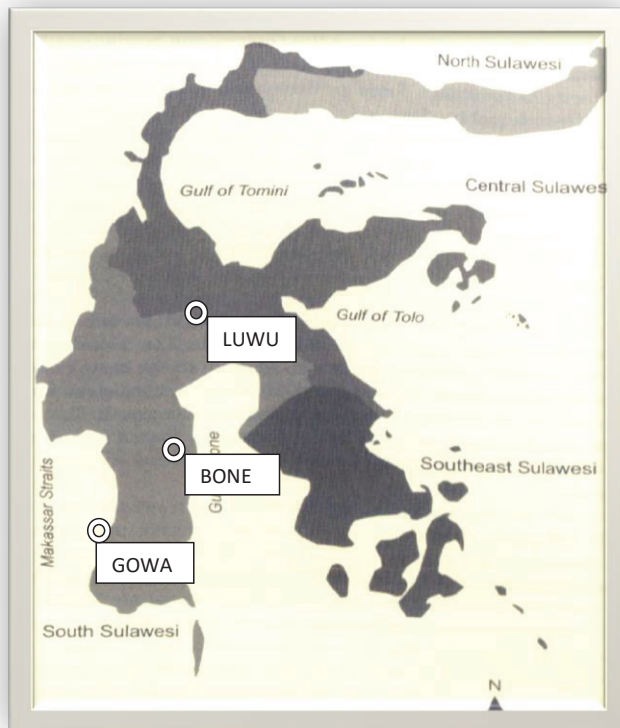 North Sulawesi
Gulf of Tomini
Central Sulawes
Gulf of Tolo
LUWU
BONE
Southeast Sulawesi
Makassar Straits
GOWA
South Sulawesi
N